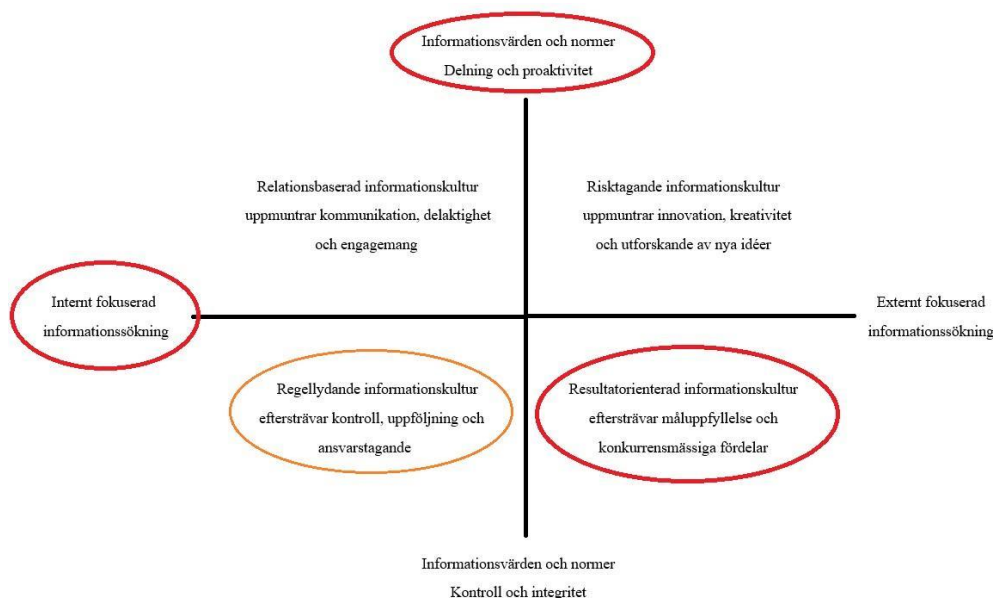 Informationsvärden och normer
Delning och proaktivitet
Relationsbaserad informationskultur
uppmuntrar kommunikation, delaktighet
och engagemang
Risktagande informationskultur
uppmuntrar innovation, kreativitet
och utforskande av nya idéer
Internt fokuserad
informationssökning
Externt fokuserad
informationssökning
Regellydande informationskultur
eftersträvar kontroll, uppföljning och
ansvarstagande
Resultatorienterad informationskultur
eftersträvar måluppfyllelse och
konkurrensmässiga fördelar
Informationsvärden och normer
Kontroll och integritet